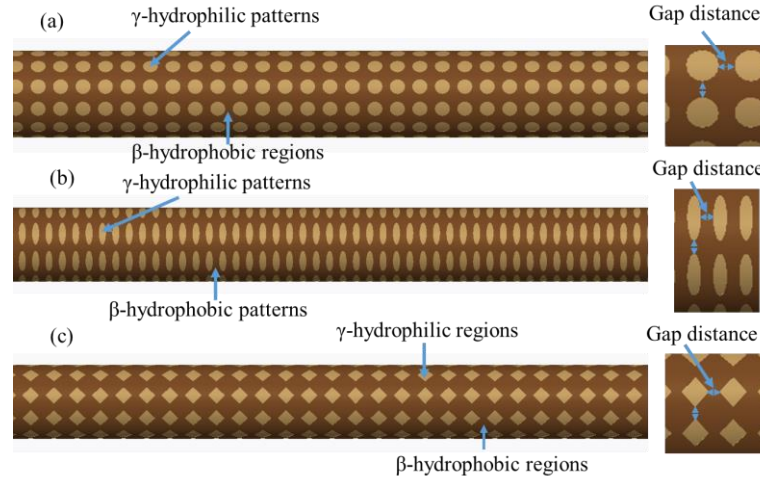 (a)
γ-hydrophilic patterns
Gap distance
β-hydrophobic regions
(b)
γ-hydrophilic patterns
Gap distance
β-hydrophobic patterns
(c)
γ-hydrophilic regions
Gap distance
β-hydrophobic regions